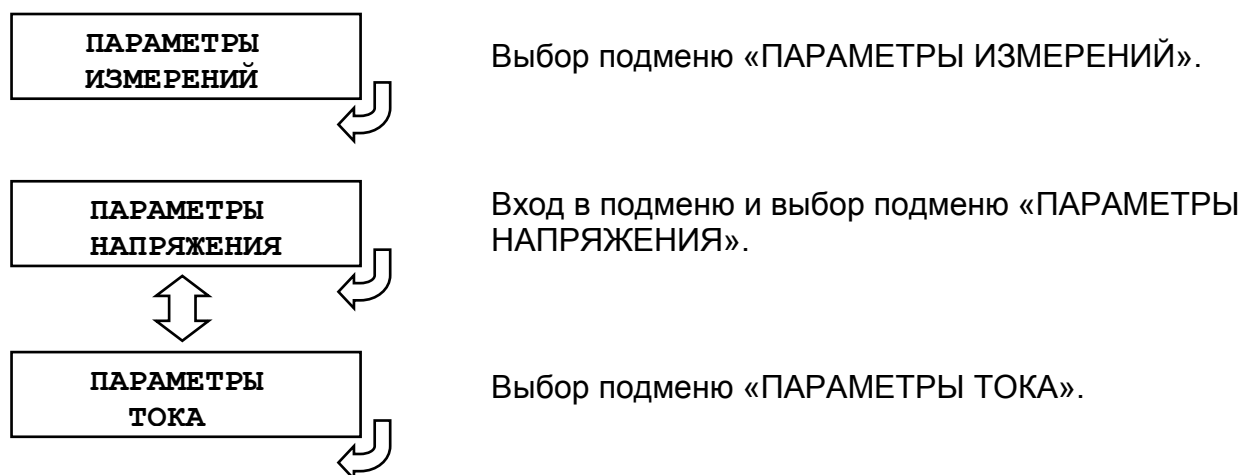 ПАРАМЕТРЫ
ИЗМЕРЕНИЙ
Выбор подменю «ПАРАМЕТРЫ ИЗМЕРЕНИЙ».
ПАРАМЕТРЫ
НАПРЯЖЕНИЯ
Вход в подменю и выбор подменю «ПАРАМЕТРЫ
НАПРЯЖЕНИЯ».
ПАРАМЕТРЫ
ТОКА
Выбор подменю «ПАРАМЕТРЫ ТОКА».